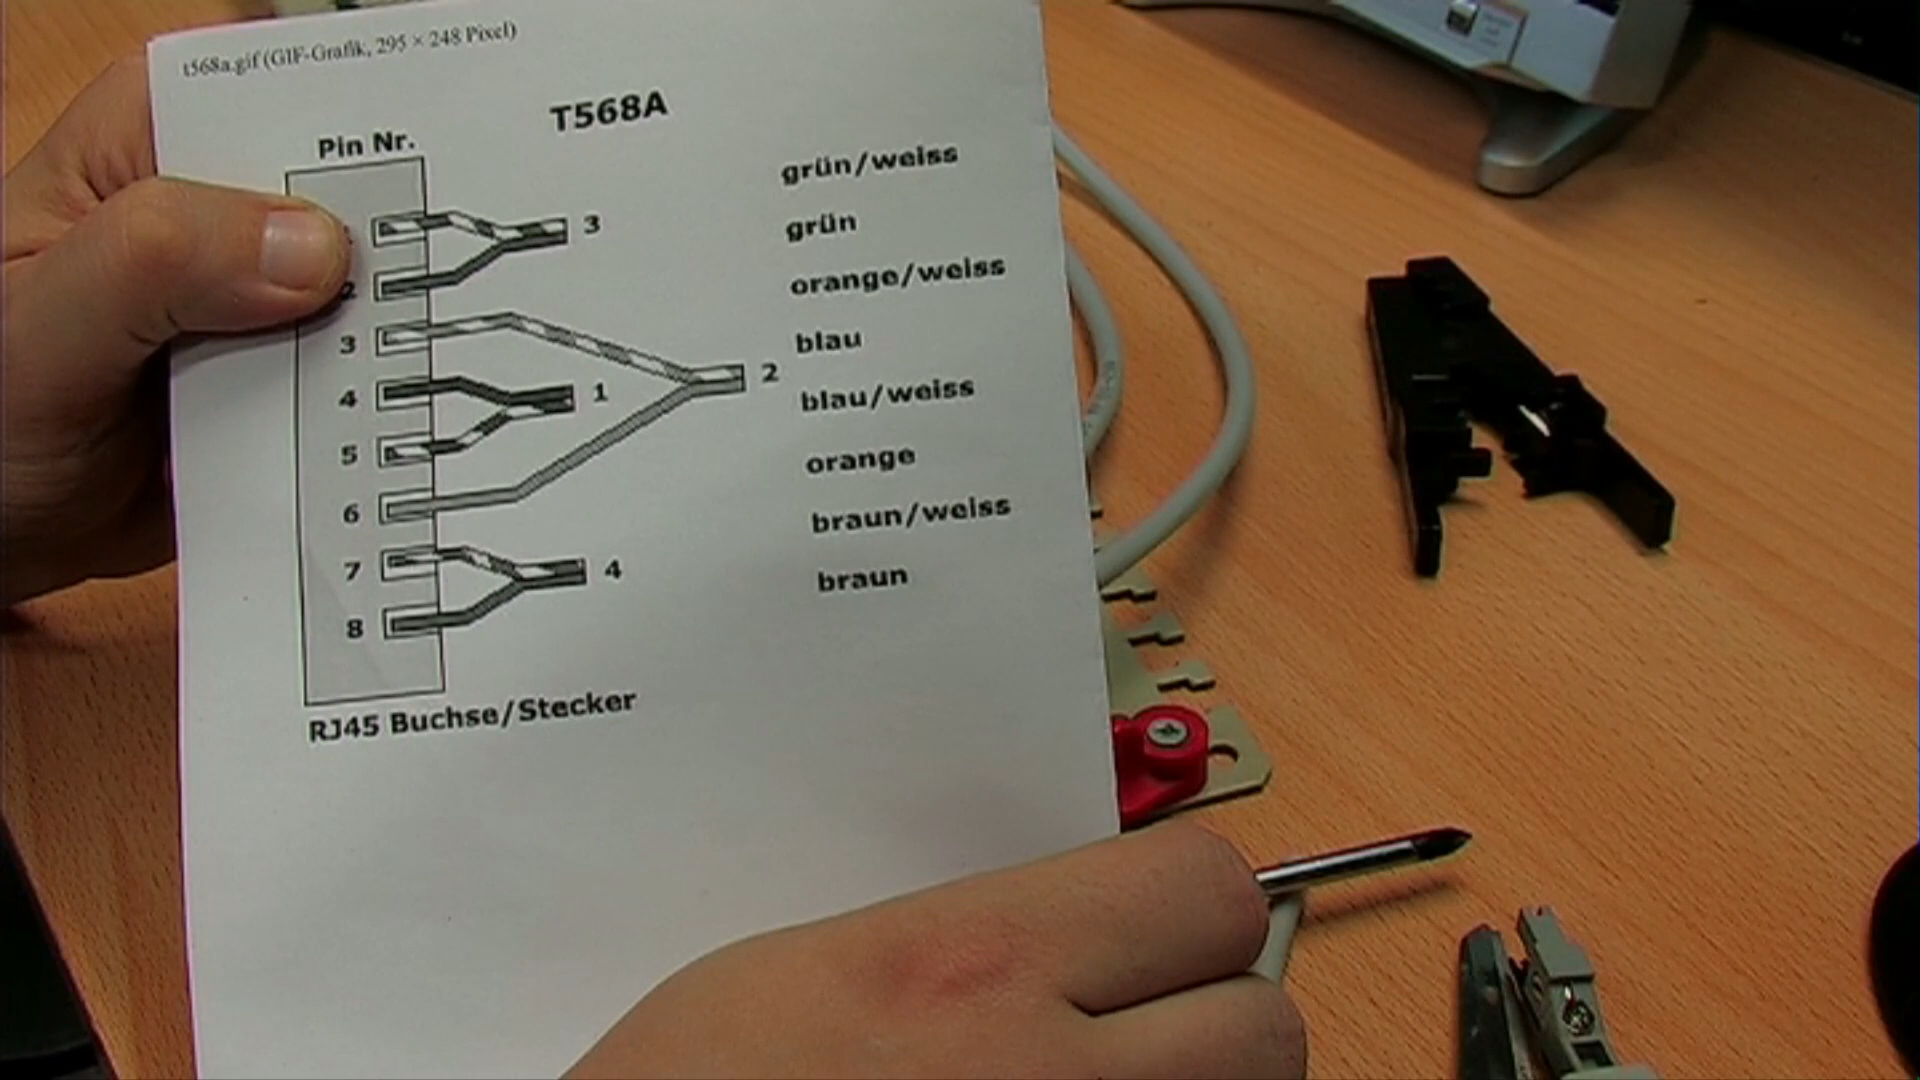 t568a.gif (GIF-Grafik, 295 × 248 Pixel)
T568A
Pin Nr.
grün/weiss
3
grün
2
orange/weiss
3
blau
2
4
1
blau/weiss
5
orange
6
braun/weiss
7
4
braun
8
RJ45 Buchse/Stecker